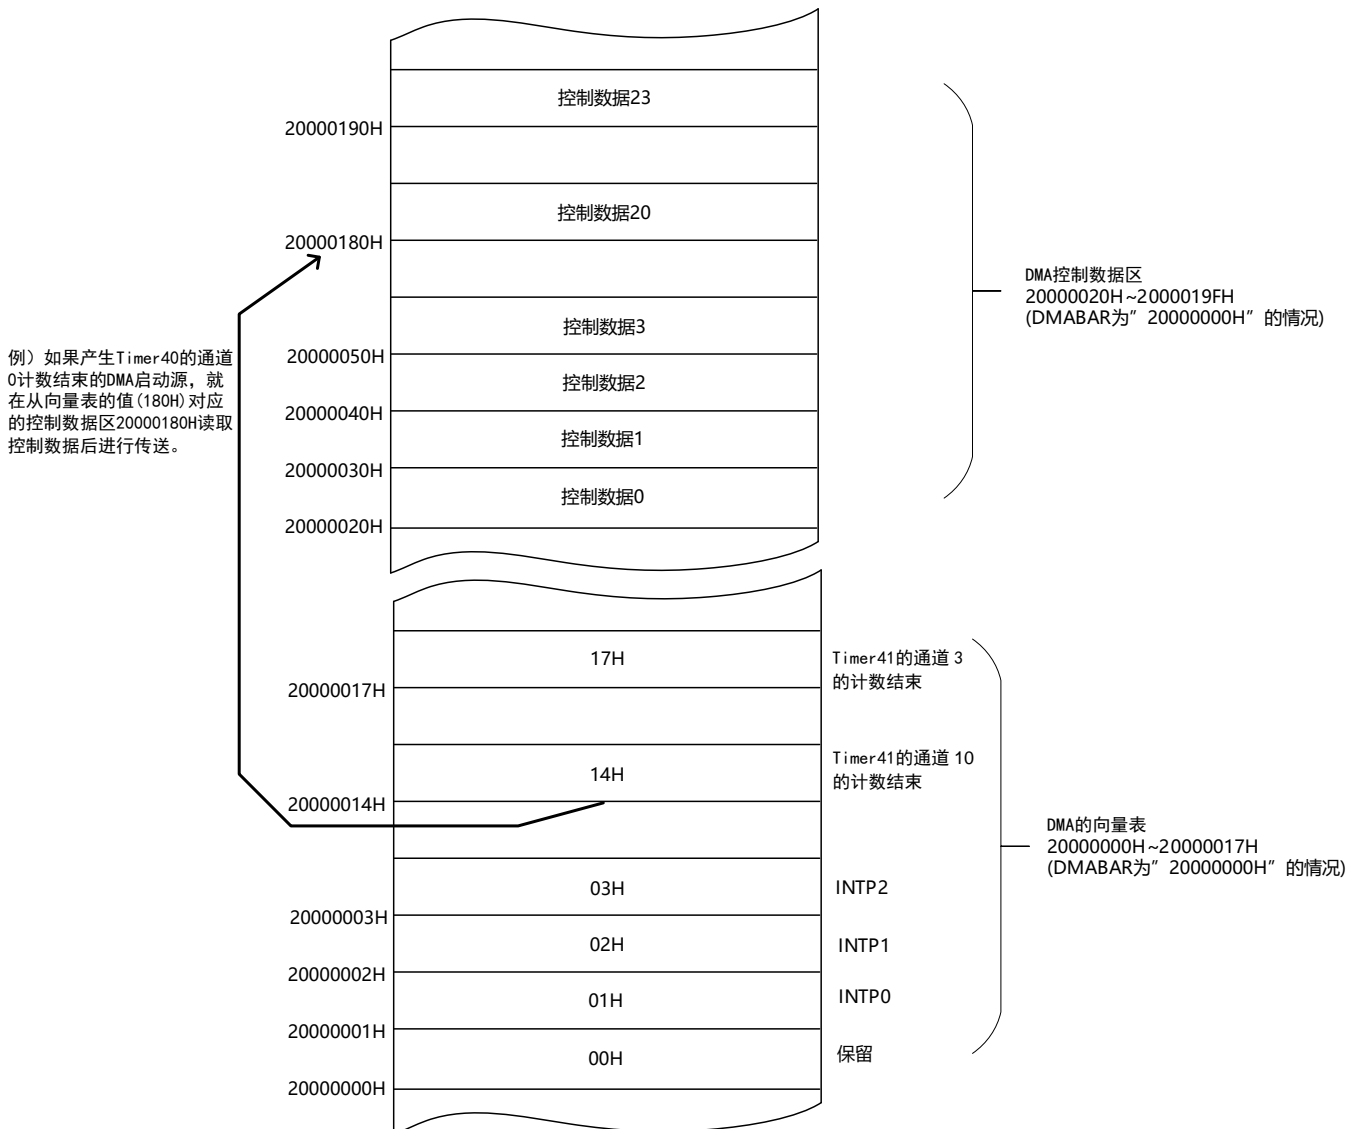 控制数据23
20000190H
控制数据20
20000180H
控制数据3
20000050H
控制数据2
20000040H
控制数据1
20000030H
控制数据0
20000020H
DMA控制数据区
20000020H~2000019FH
(DMABAR为”20000000H”的情况)
例）如果产生Timer40的通道
0计数结束的DMA启动源，就
在从向量表的值(180H)对应
的控制数据区20000180H读取
控制数据后进行传送。
17H
Timer41的通道 3
的计数结束
20000017H
14H
Timer41的通道 10
的计数结束
20000014H
DMA的向量表
20000000H~20000017H
(DMABAR为”20000000H”的情况)
03H
INTP2
20000003H
02H
INTP1
20000002H
01H
INTP0
20000001H
00H
保留
20000000H